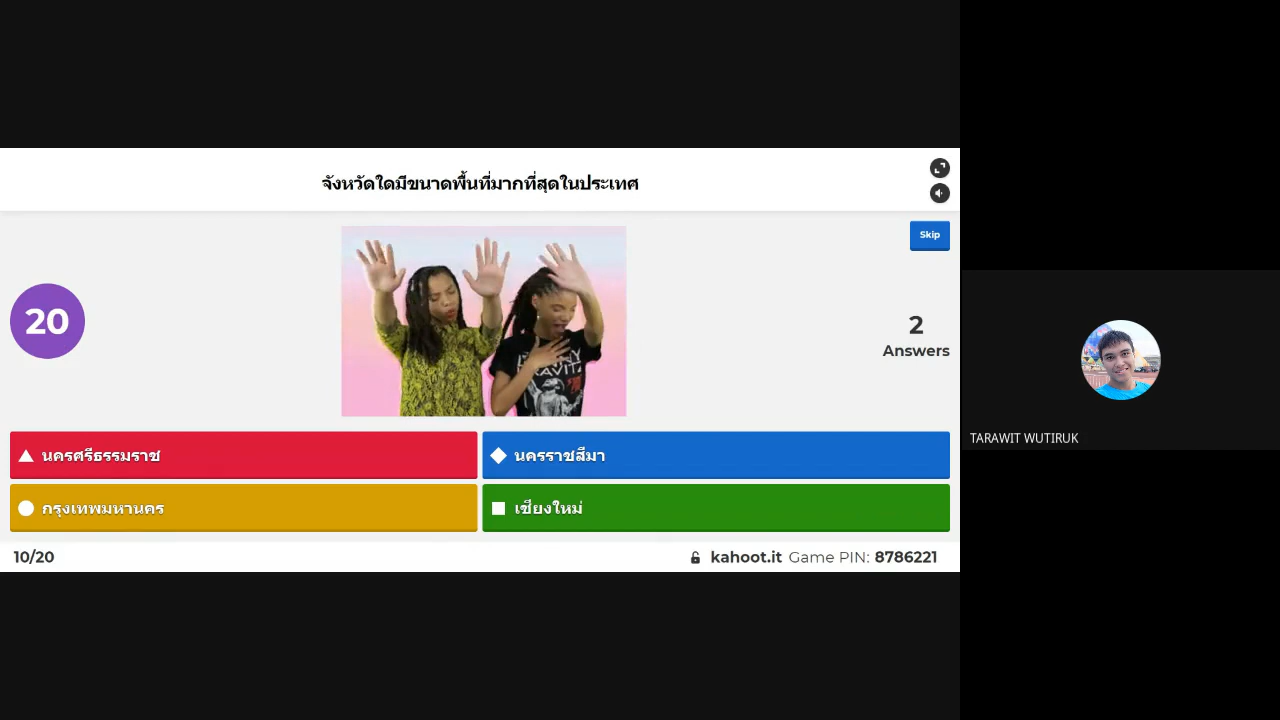 จังหวัดใดมีขนาดพื้นที่มากที่สุดในประเทศ
Skip
20
2
Answers
นครศรีธรรมราช
นครราชสีมา
กรุงเทพมหานคร
เชียงใหม่
10/20
kahoot.it Game PIN: 8786221
TARAWIT WUTIRUK